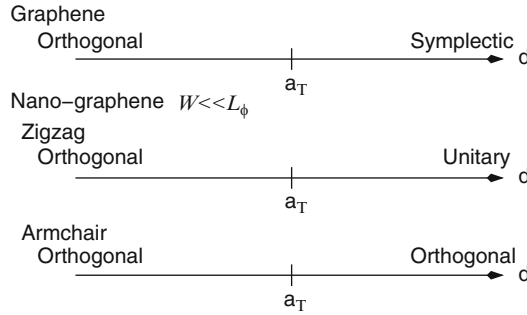 Graphene
Orthogonal Symplectic
d
a_T
Nano-graphene W<<L_ϕ
Zigzag
Orthogonal Unitary
d
a_T
Armchair
Orthogonal Orthogonal
d
a_T